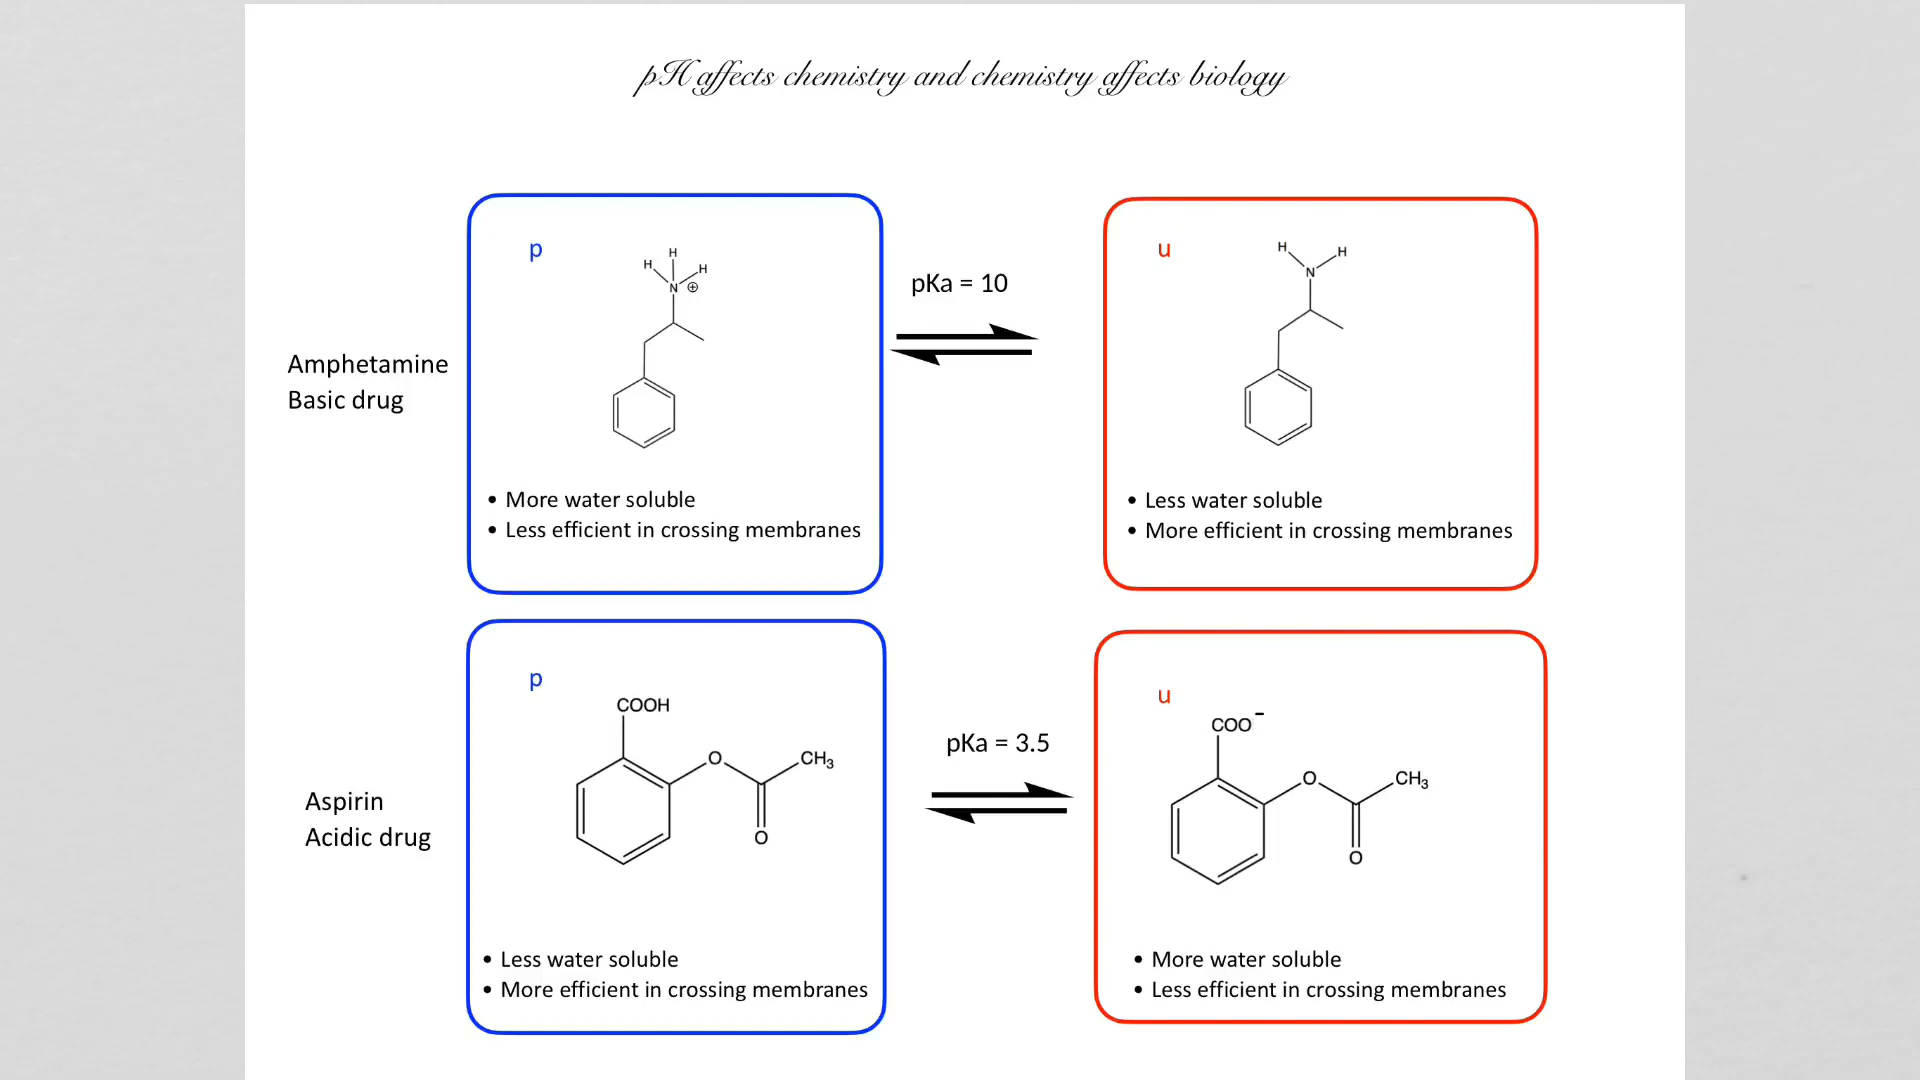 pH affects chemistry and chemistry affects biology
Amphetamine
Basic drug
p
H
H
H
N ⊕
• More water soluble
• Less efficient in crossing membranes
pKa = 10
u
H
H
N
• Less water soluble
• More efficient in crossing membranes
Aspirin
Acidic drug
p
COOH
O
CH₃
O
• Less water soluble
• More efficient in crossing membranes
pKa = 3.5
u
COO⁻
O
CH₃
O
• More water soluble
• Less efficient in crossing membranes